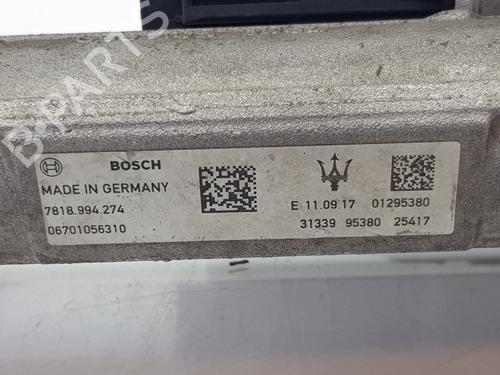 BOSCH
MADE IN GERMANY
7818.994.274
06701056310
E 11.09.17 01295380
31339 95380 25417
B-PARTS